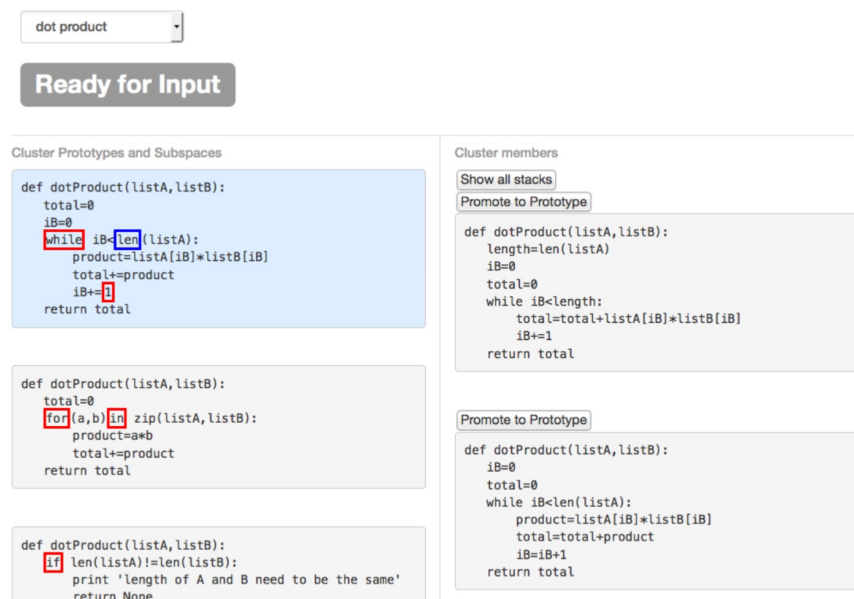 dot product
Ready for Input
Cluster Prototypes and Subspaces
def dotProduct(listA,listB):
    total=0
    iB=0
    while iB<len(listA):
        product=listA[iB]*listB[iB]
        total+=product
        iB+=1
    return total
def dotProduct(listA,listB):
    total=0
    for(a,b)in zip(listA,listB):
        product=a*b
        total+=product
    return total
def dotProduct(listA,listB):
    if len(listA)!=len(listB):
        print 'length of A and B need to be the same'
        return None
Cluster members
Show all stacks
Promote to Prototype
def dotProduct(listA,listB):
    length=len(listA)
    iB=0
    total=0
    while iB<length:
        total=total+listA[iB]*listB[iB]
        iB+=1
    return total
Promote to Prototype
def dotProduct(listA,listB):
    iB=0
    total=0
    while iB<len(listA):
        product=listA[iB]*listB[iB]
        total=total+product
        iB=iB+1
    return total